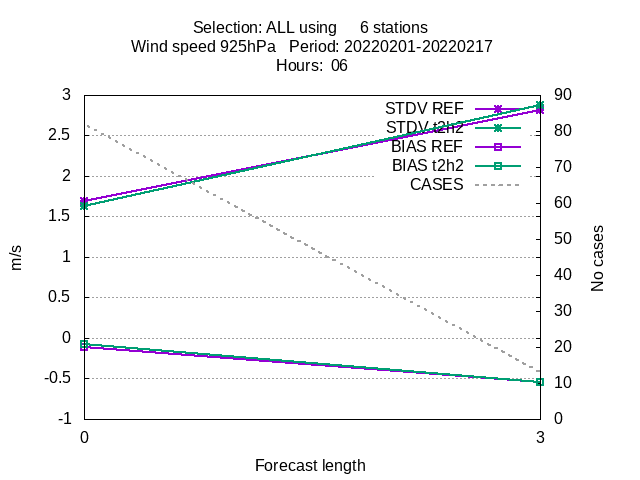 Selection: ALL using 6 stations
Wind speed 925hPa Period: 20220201-20220217
Hours: 06
STDV REF
STDV t2h2
BIAS REF
BIAS t2h2
CASES
3
2.5
2
1.5
1
0.5
0
-0.5
-1
m/s
90
80
70
60
50
40
30
20
10
0
No cases
0 3
Forecast length